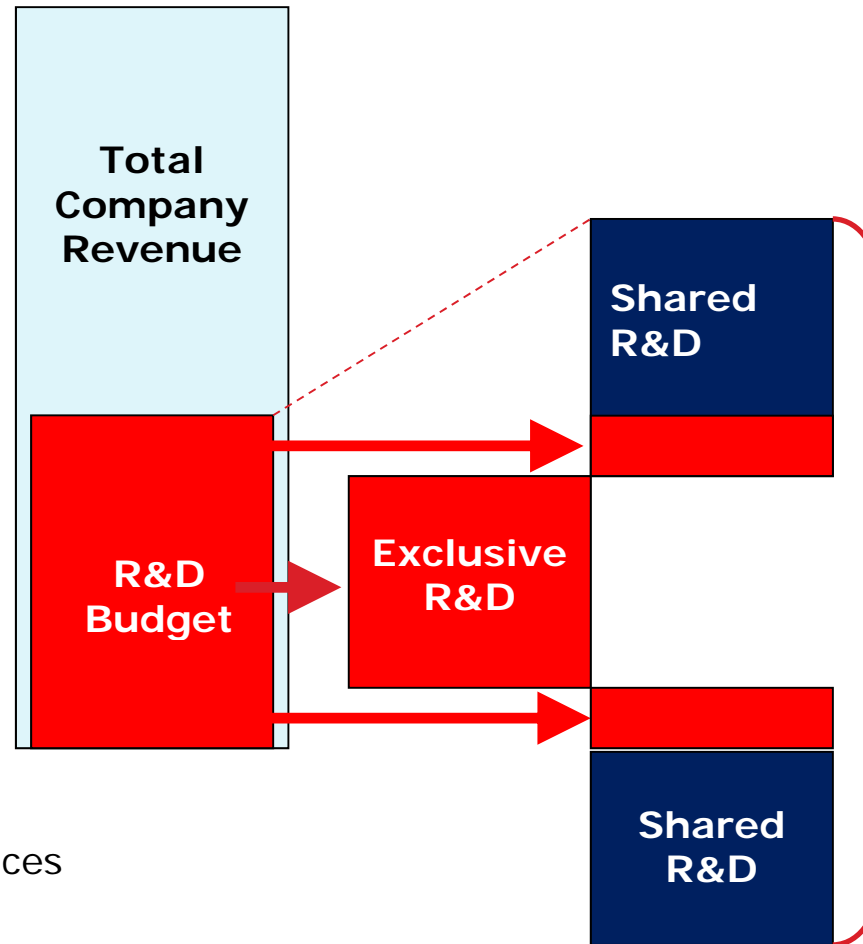 Total
Company
Revenue
Shared
R&D
R&D
Budget
Exclusive
R&D
Shared
R&D
ces